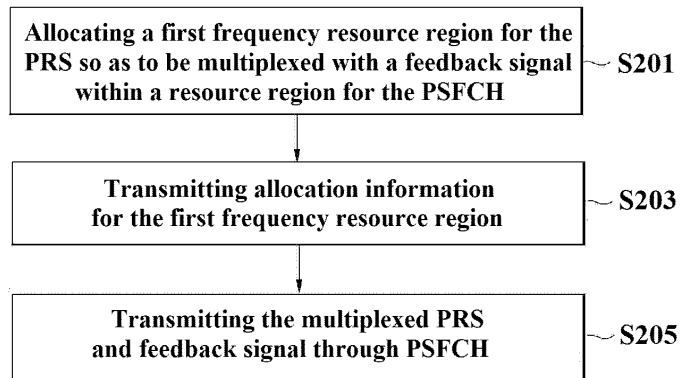 Allocating a first frequency resource region for the
PRS so as to be multiplexed with a feedback signal
within a resource region for the PSFCH
S201
Transmitting allocation information
for the first frequency resource region
S203
Transmitting the multiplexed PRS
and feedback signal through PSFCH
S205